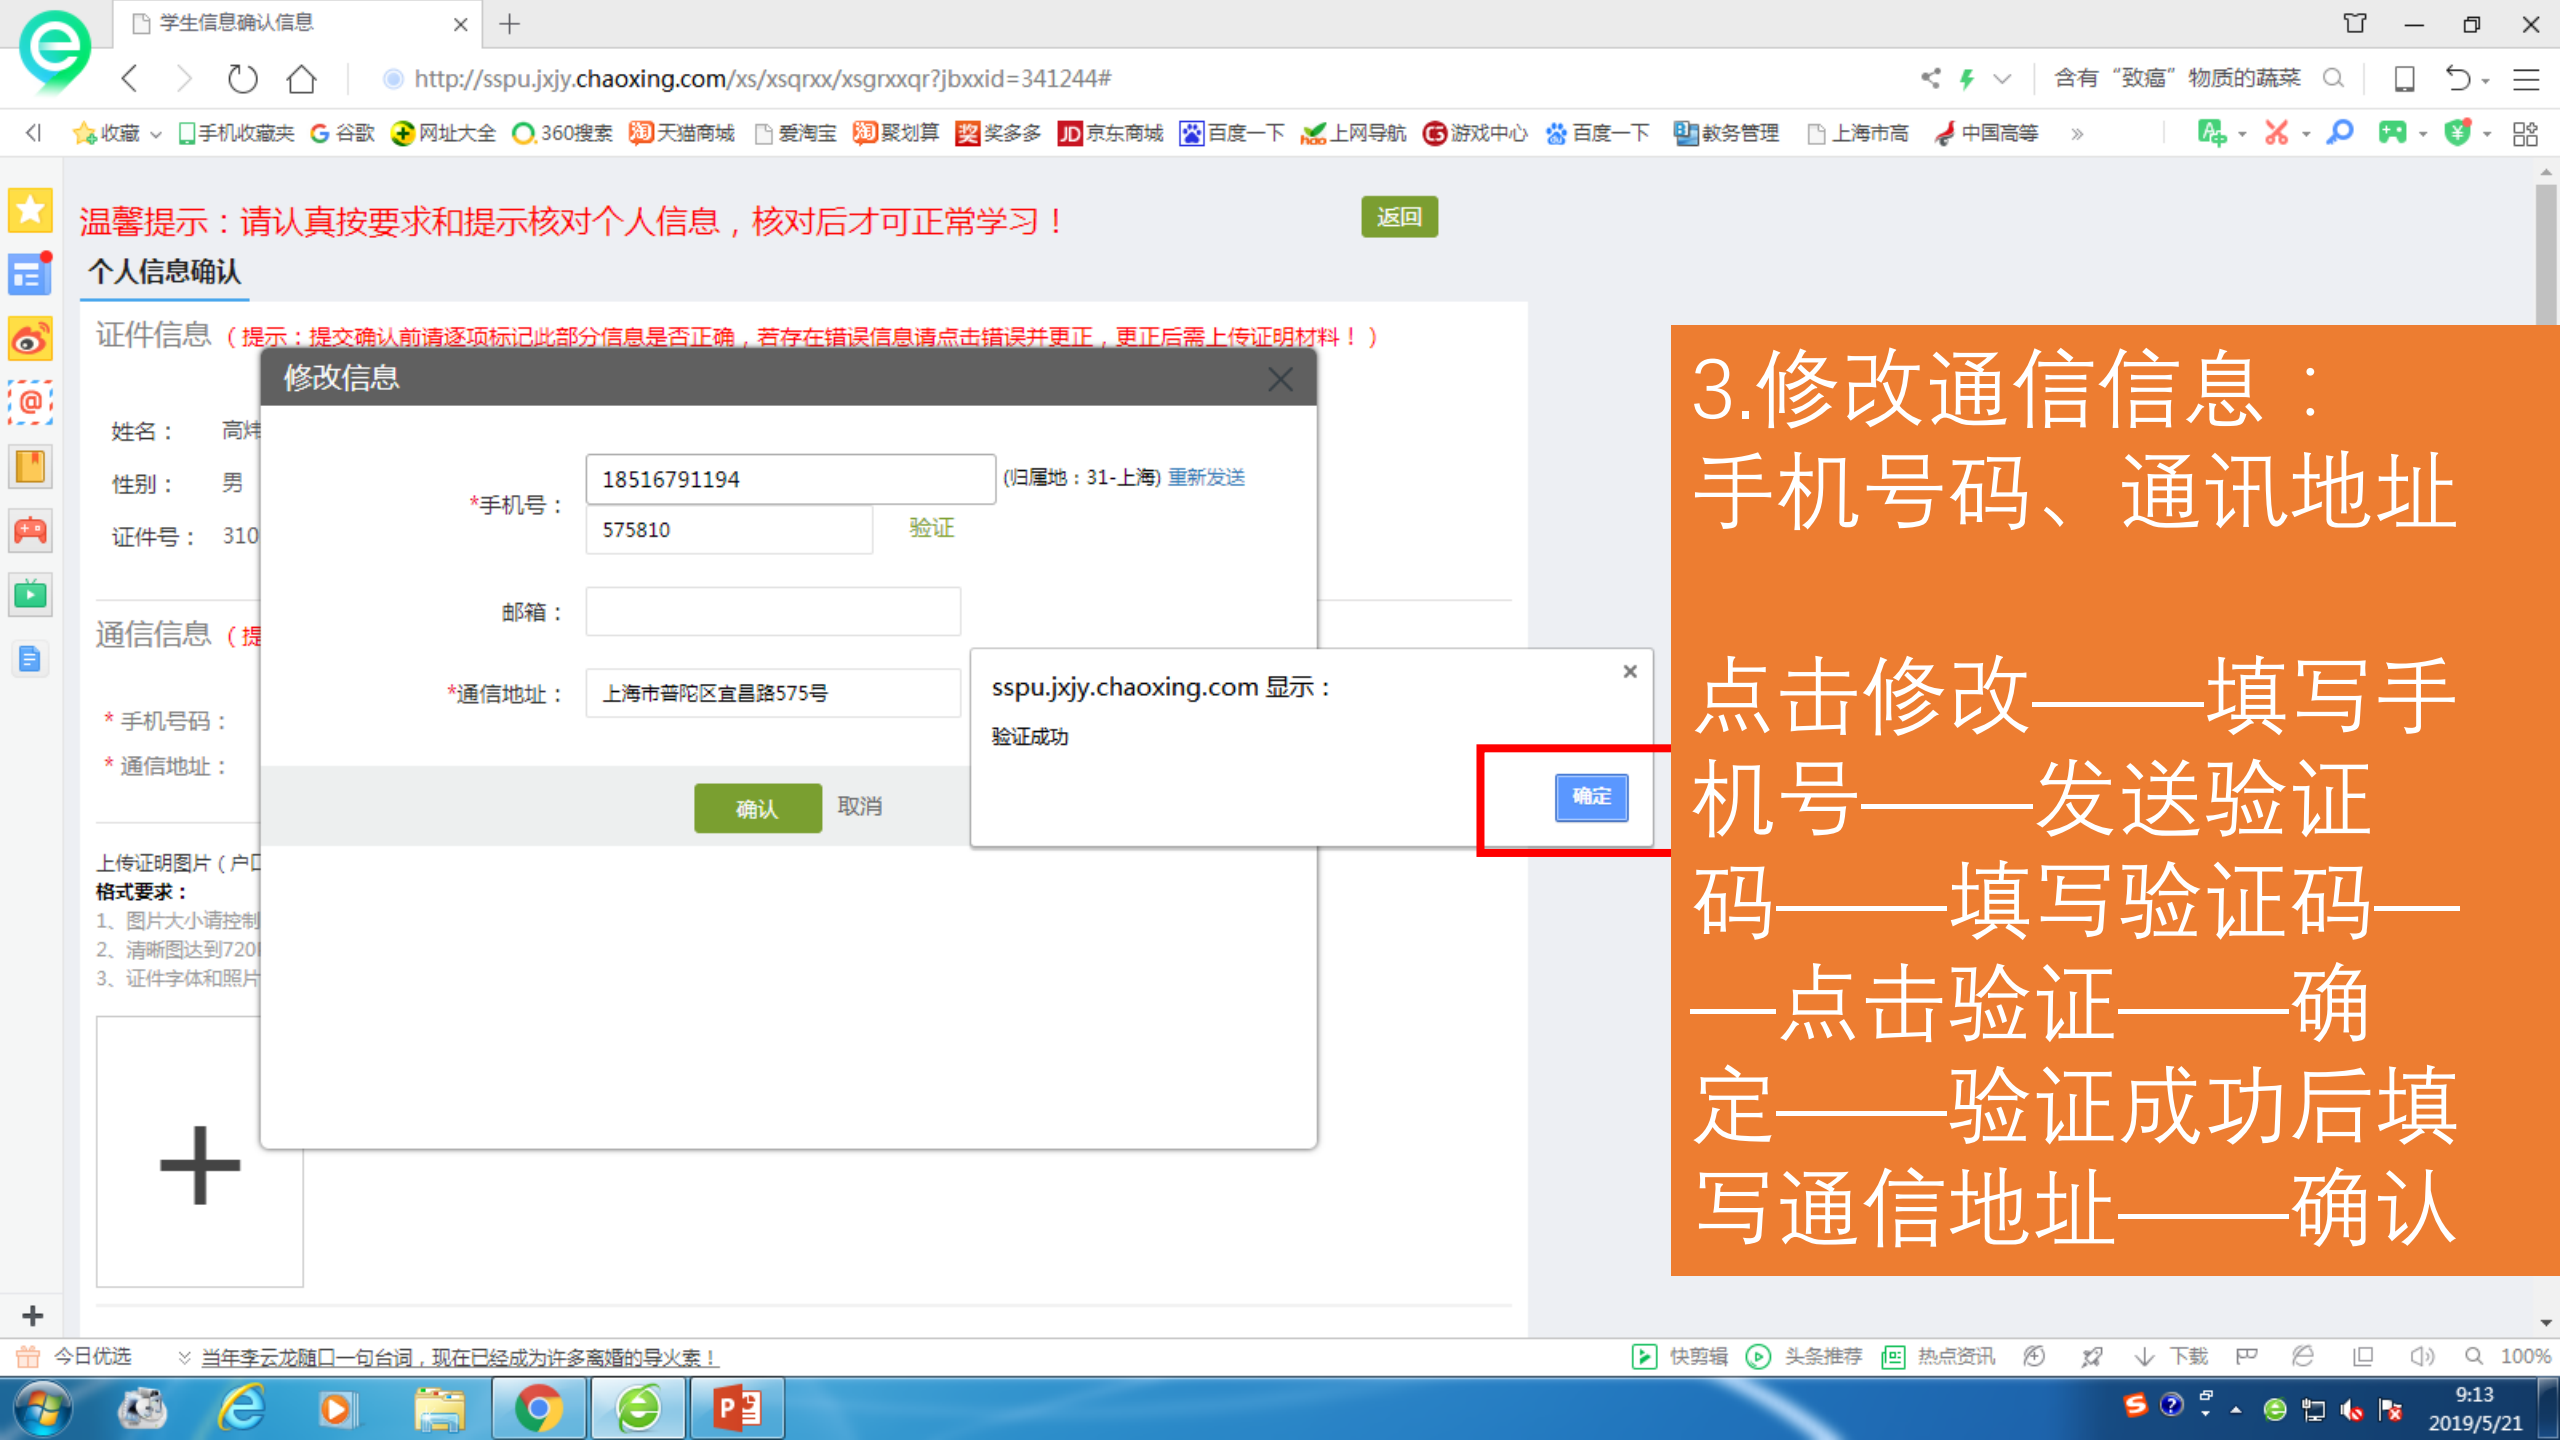 学生信息确认信息
http://sspu.jxjy.chaoxing.com/xs/xsqrxx/xsgrxxqr?jbxxid=341244#
含有“致癌”物质的蔬菜
收藏 手机收藏夹 谷歌 网址大全 360搜索 天猫商城 爱淘宝 聚划算 奖多多 京东商城 百度一下 上网导航 游戏中心 百度一下 教务管理 上海市高 中国高等 »
温馨提示：请认真按要求和提示核对个人信息，核对后才可正常学习！
返回
个人信息确认
证件信息（提示：提交确认前请逐项标记此部分信息是否正确，若存在错误信息请点击错误并更正，更正后需上传证明材料！）
修改信息
姓名： 高炜
性别： 男
证件号： 310
*手机号：
18516791194
(归属地：31-上海) 重新发送
575810
验证
邮箱：
*通信地址：
上海市普陀区宜昌路575号
确认
取消
sspu.jxjy.chaoxing.com 显示：
验证成功
确定
通信信息（提
* 手机号码：
* 通信地址：
上传证明图片（户口
格式要求：
1、图片大小请控制
2、清晰图达到720
3、证件字体和照片
3.修改通信信息：
手机号码、通讯地址
点击修改——填写手
机号——发送验证
码——填写验证码—
—点击验证——确
定——验证成功后填
写通信地址——确认
今日优选
当年李云龙随口一句台词，现在已经成为许多离婚的导火索！
快剪辑 头条推荐 热点资讯 下载 100%
9:13
2019/5/21